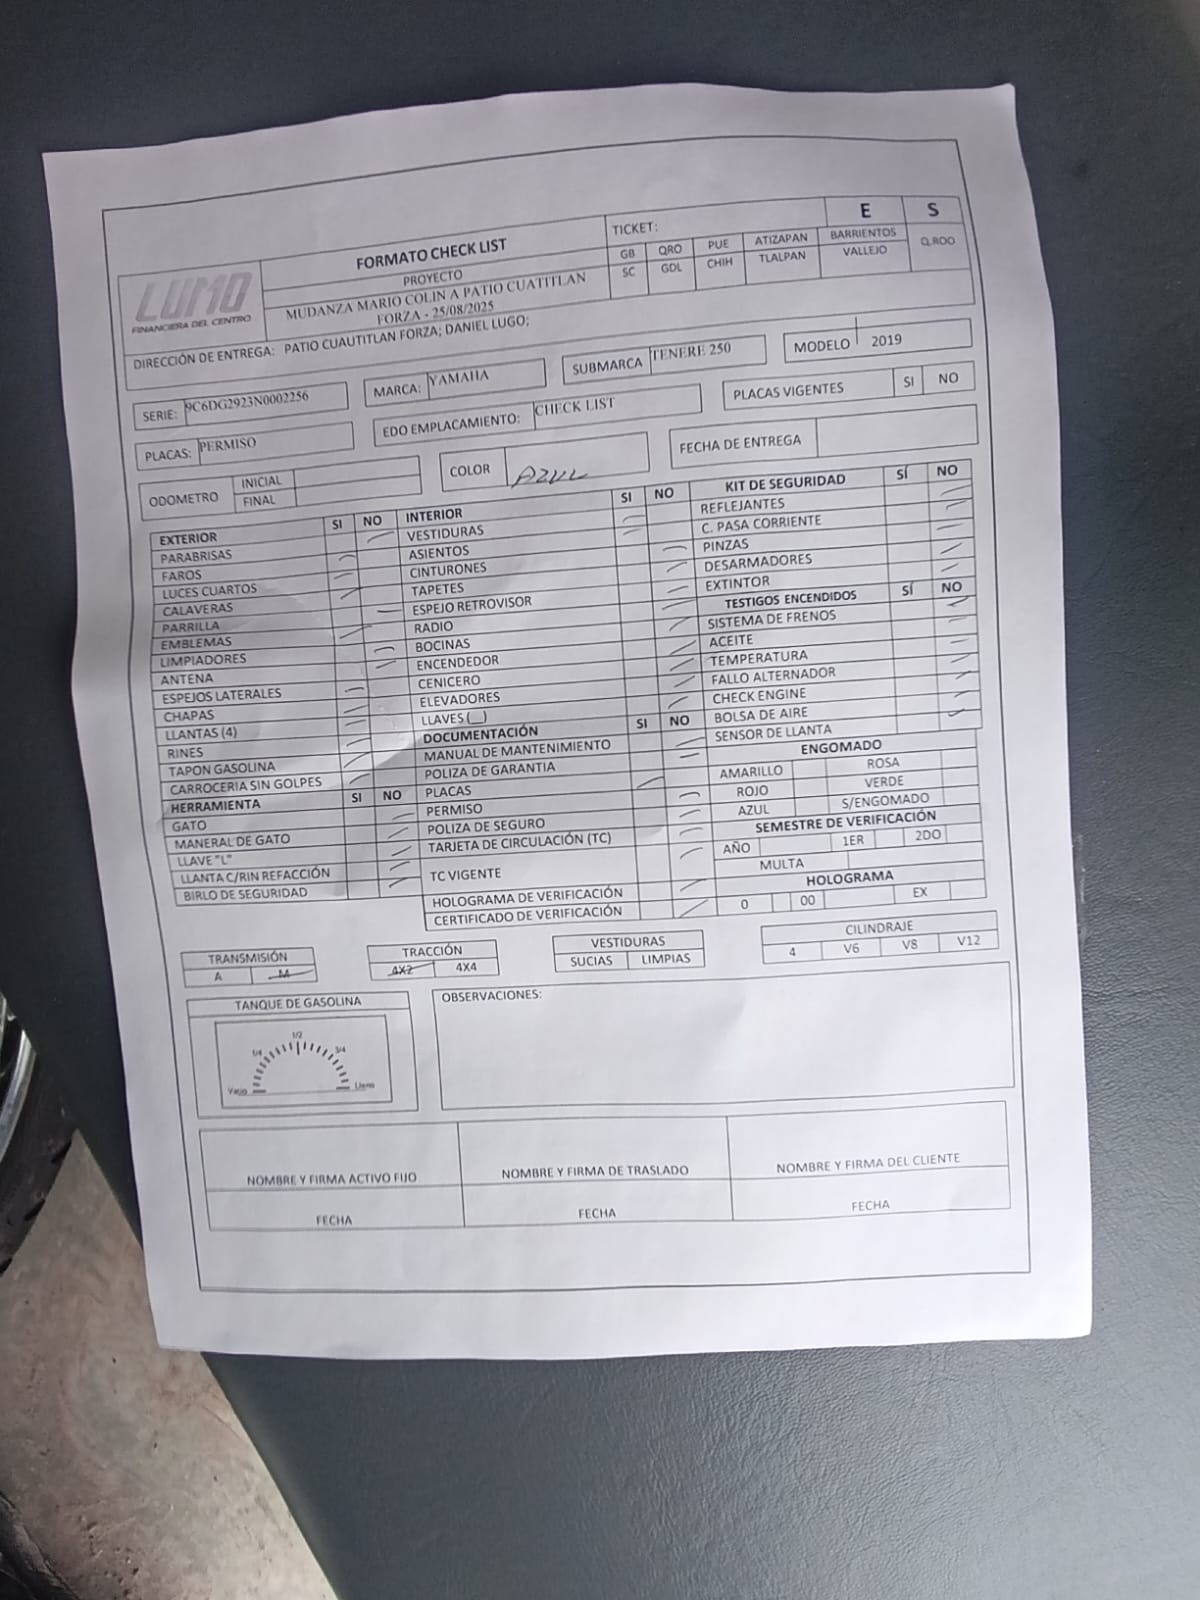 LUMO
FINANCIERA DEL CENTRO
FORMATO CHECK LIST
PROYECTO
MUDANZA MARIO COLIN A PATIO CUATITLAN
FORZA - 25/08/2025
TICKET:
E S
GB QRO PUE ATIZAPAN BARRIENTOS Q.ROO
SC GDL CHIH TLALPAN VALLEJO
DIRECCIÓN DE ENTREGA: PATIO CUAUTITLAN FORZA; DANIEL LUGO;
SERIE: 9C6DG2923N0002256 MARCA: YAMAHA SUBMARCA TENERE 250 MODELO 2019
PLACAS: PERMISO EDO EMPLACAMIENTO: CHECK LIST PLACAS VIGENTES SI NO
ODOMETRO INICIAL COLOR AZUL FECHA DE ENTREGA
FINAL
EXTERIOR SI NO
PARABRISAS
FAROS
LUCES CUARTOS
CALAVERAS
PARRILLA
EMBLEMAS
LIMPIADORES
ANTENA
ESPEJOS LATERALES
CHAPAS
LLANTAS (4)
RINES
TAPON GASOLINA
CARROCERIA SIN GOLPES
HERRAMIENTA SI NO
GATO
MANERAL DE GATO
LLAVE "L"
LLANTA C/RIN REFACCIÓN
BIRLO DE SEGURIDAD
INTERIOR SI NO
VESTIDURAS
ASIENTOS
CINTURONES
TAPETES
ESPEJO RETROVISOR
RADIO
BOCINAS
ENCENDEDOR
CENICERO
ELEVADORES
LLAVES (__)
DOCUMENTACIÓN SI NO
MANUAL DE MANTENIMIENTO
POLIZA DE GARANTIA
PLACAS
PERMISO
POLIZA DE SEGURO
TARJETA DE CIRCULACIÓN (TC)
TC VIGENTE
HOLOGRAMA DE VERIFICACIÓN
CERTIFICADO DE VERIFICACIÓN
KIT DE SEGURIDAD SÍ NO
REFLEJANTES
C. PASA CORRIENTE
PINZAS
DESARMADORES
EXTINTOR
TESTIGOS ENCENDIDOS SÍ NO
SISTEMA DE FRENOS
ACEITE
TEMPERATURA
FALLO ALTERNADOR
CHECK ENGINE
BOLSA DE AIRE
SENSOR DE LLANTA
ENGOMADO
AMARILLO ROSA
ROJO VERDE
AZUL S/ENGOMADO
SEMESTRE DE VERIFICACIÓN
AÑO 1ER 2DO
MULTA
HOLOGRAMA
0 00 EX
TRANSMISIÓN
A M
TRACCIÓN
4X2 4X4
VESTIDURAS
SUCIAS LIMPIAS
CILINDRAJE
4 V6 V8 V12
TANQUE DE GASOLINA
1/4 1/2 3/4
Vacio Lleno
OBSERVACIONES:
NOMBRE Y FIRMA ACTIVO FIJO NOMBRE Y FIRMA DE TRASLADO NOMBRE Y FIRMA DEL CLIENTE
FECHA FECHA FECHA